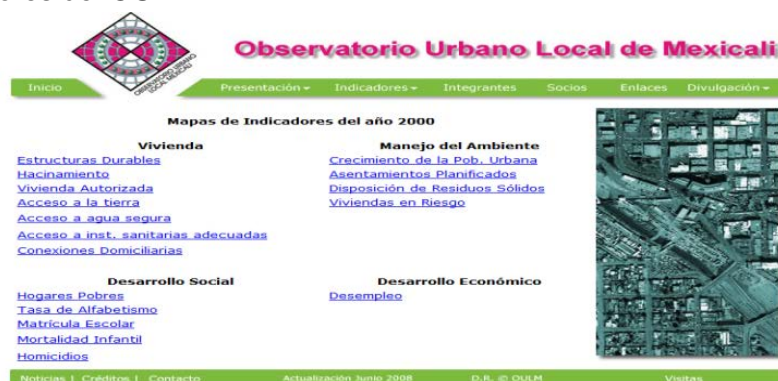 Observatorio Urbano Local de Mexicali
OBSERVATORIO URBANO
LOCAL MEXICALI
Inicio Presentación Indicadores Integrantes Socios Enlaces Divulgación
Mapas de Indicadores del año 2000
Vivienda
Estructuras Durables
Hacinamiento
Vivienda Autorizada
Acceso a la tierra
Acceso a agua segura
Acceso a inst. sanitarias adecuadas
Conexiones Domiciliarias
Manejo del Ambiente
Crecimiento de la Pob. Urbana
Asentamientos Planificados
Disposición de Residuos Sólidos
Viviendas en Riesgo
Desarrollo Social
Hogares Pobres
Tasa de Alfabetismo
Matrícula Escolar
Mortalidad Infantil
Homicidios
Desarrollo Económico
Desempleo
Noticias | Créditos | Contacto Actualización Junio 2008 D.R. © OULM Visitas